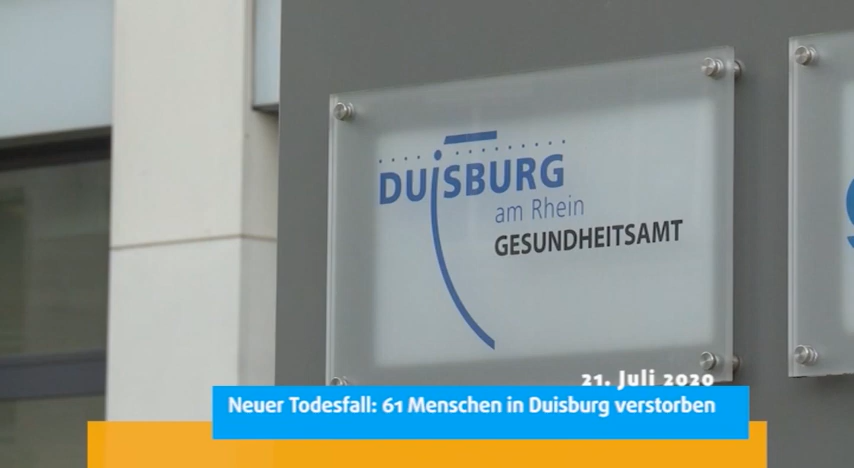 DUISBURG
am Rhein
GESUNDHEITSAMT
21. Juli 2020
Neuer Todesfall: 61 Menschen in Duisburg verstorben